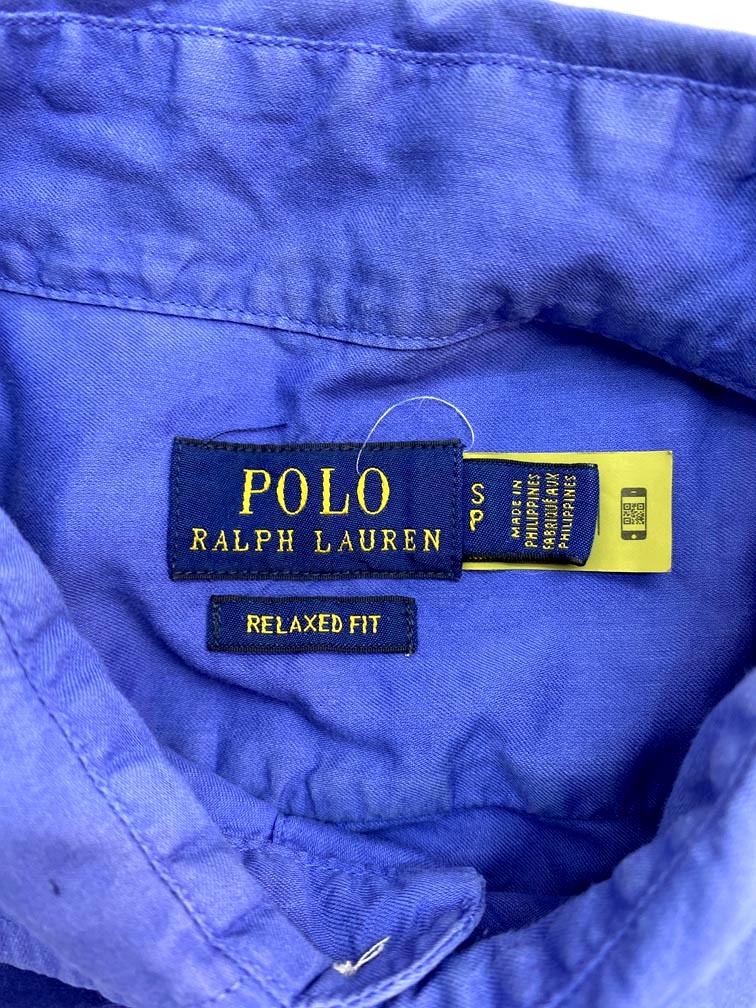 POLO
RALPH LAUREN
S
P
MADE IN
PHILIPPINES
FABRIQUÉ AUX
PHILIPPINES
RELAXED FIT